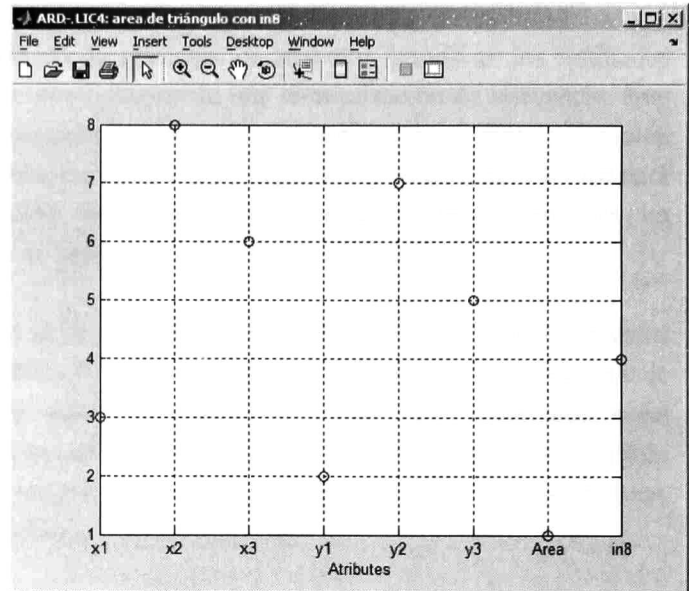 ARD-.LIC4: area de triángulo con in8
File Edit View Insert Tools Desktop Window Help
8
7
6
5
4
3
2
1
x1 x2 x3 y1 y2 y3 Area in8
Atributes